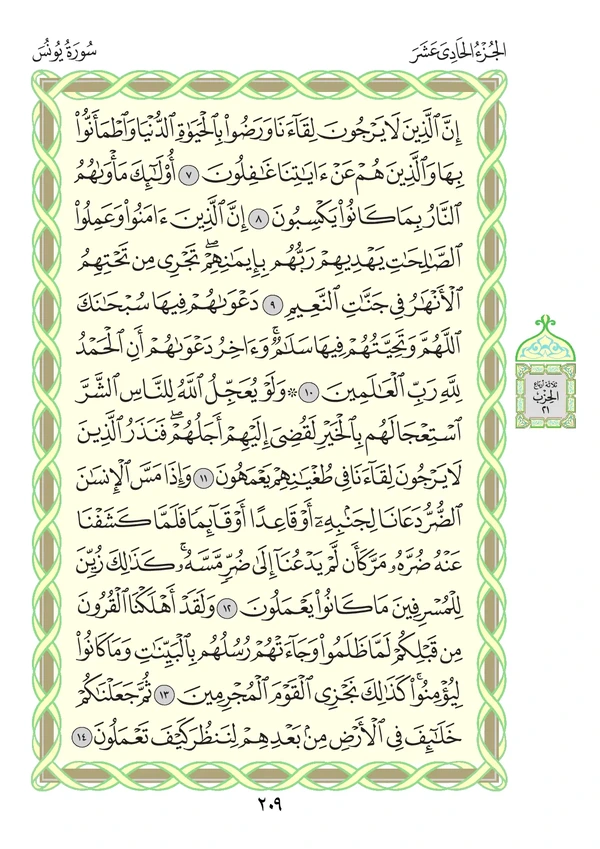 الجُزْءُ الحَادِي عَشَرَ
سُورَةُ يُونُسَ
إِنَّ ٱلَّذِينَ لَا يَرْجُونَ لِقَآءَنَا وَرَضُوا۟ بِٱلْحَيَوٰةِ ٱلدُّنْيَا وَٱطْمَأَنُّوا۟
بِهَا وَٱلَّذِينَ هُمْ عَنْ ءَايَٰتِنَا غَٰفِلُونَ ٧ أُو۟لَٰٓئِكَ مَأْوَىٰهُمُ
ٱلنَّارُ بِمَا كَانُوا۟ يَكْسِبُونَ ٨ إِنَّ ٱلَّذِينَ ءَامَنُوا۟ وَعَمِلُوا۟
ٱلصَّٰلِحَٰتِ يَهْدِيهِمْ رَبُّهُم بِإِيمَٰنِهِمْ ۖ تَجْرِى مِن تَحْتِهِمُ
ٱلْأَنْهَٰرُ فِى جَنَّٰتِ ٱلنَّعِيمِ ٩ دَعْوَىٰهُمْ فِيهَا سُبْحَٰنَكَ
ٱللَّهُمَّ وَتَحِيَّتُهُمْ فِيهَا سَلَٰمٌ ۚ وَءَاخِرُ دَعْوَىٰهُمْ أَنِ ٱلْحَمْدُ
لِلَّهِ رَبِّ ٱلْعَٰلَمِينَ ١٠ ۞ وَلَوْ يُعَجِّلُ ٱللَّهُ لِلنَّاسِ ٱلشَّرَّ
ٱسْتِعْجَالَهُم بِٱلْخَيْرِ لَقُضِىَ إِلَيْهِمْ أَجَلُهُمْ ۖ فَنَذَرُ ٱلَّذِينَ
لَا يَرْجُونَ لِقَآءَنَا فِى طُغْيَٰنِهِمْ يَعْمَهُونَ ١١ وَإِذَا مَسَّ ٱلْإِنسَٰنَ
ٱلضُّرُّ دَعَانَا لِجَنۢبِهِۦٓ أَوْ قَاعِدًا أَوْ قَآئِمًا فَلَمَّا كَشَفْنَا
عَنْهُ ضُرَّهُۥ مَرَّ كَأَن لَّمْ يَدْعُنَآ إِلَىٰ ضُرٍّ مَّسَّهُۥ ۚ كَذَٰلِكَ زُيِّنَ
لِلْمُسْرِفِينَ مَا كَانُوا۟ يَعْمَلُونَ ١٢ وَلَقَدْ أَهْلَكْنَا ٱلْقُرُونَ
مِن قَبْلِكُمْ لَمَّا ظَلَمُوا۟ وَجَآءَتْهُمْ رُسُلُهُم بِٱلْبَيِّنَٰتِ وَمَا كَانُوا۟
لِيُؤْمِنُوا۟ ۚ كَذَٰلِكَ نَجْزِى ٱلْقَوْمَ ٱلْمُجْرِمِينَ ١٣ ثُمَّ جَعَلْنَٰكُمْ
خَلَٰٓئِفَ فِى ٱلْأَرْضِ مِنۢ بَعْدِهِمْ لِنَنظُرَ كَيْفَ تَعْمَلُونَ ١٤
ثلاثة أرباع
الحِزْب
٢١
٢٠٩